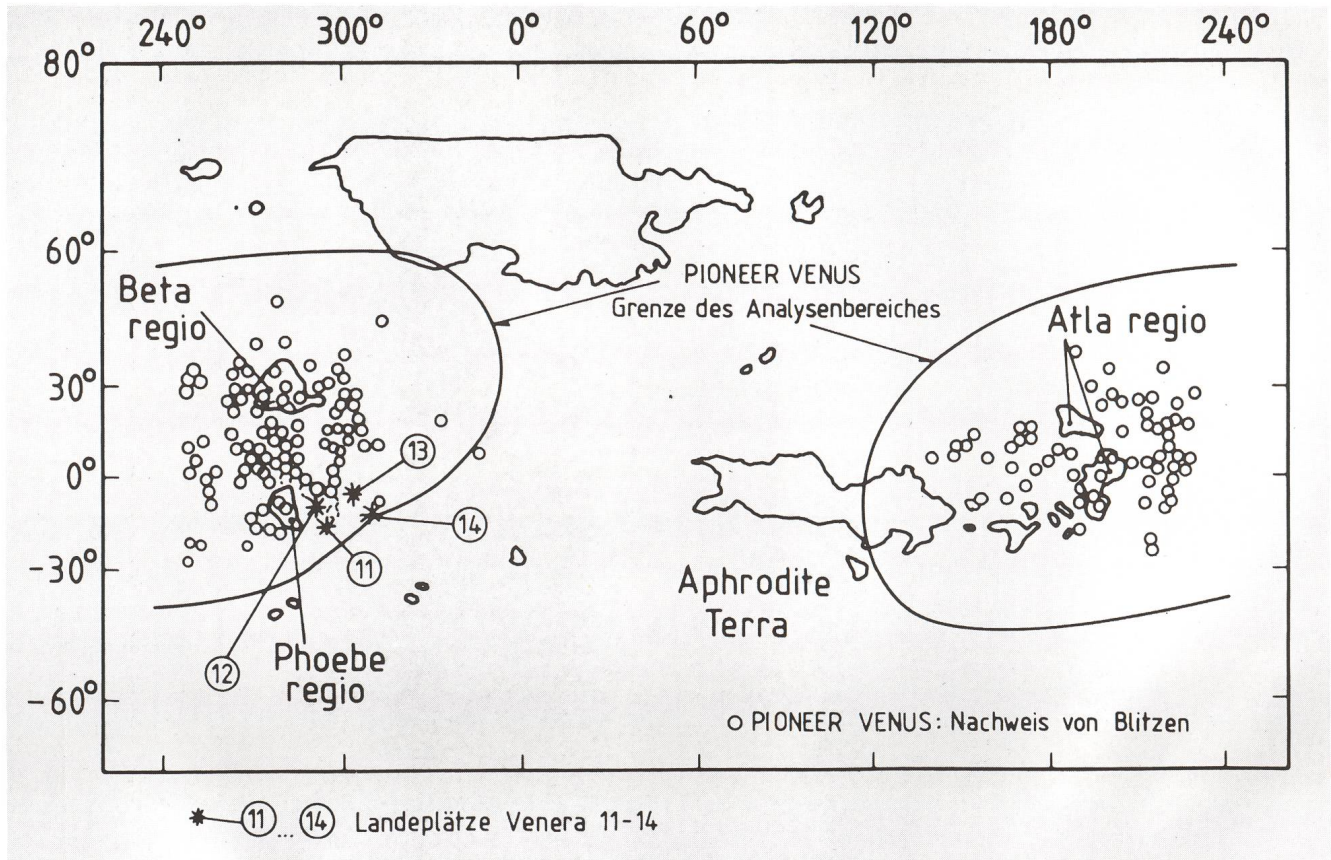 240° 300° 0° 60° 120° 180° 240°
80°
60°
30°
0°
-30°
-60°
Beta
regio
PIONEER VENUS
Grenze des Analysenbereiches
Atla regio
13
14
11
12
Phoebe
regio
Aphrodite
Terra
PIONEER VENUS: Nachweis von Blitzen
11 ... 14 Landeplätze Venera 11-14